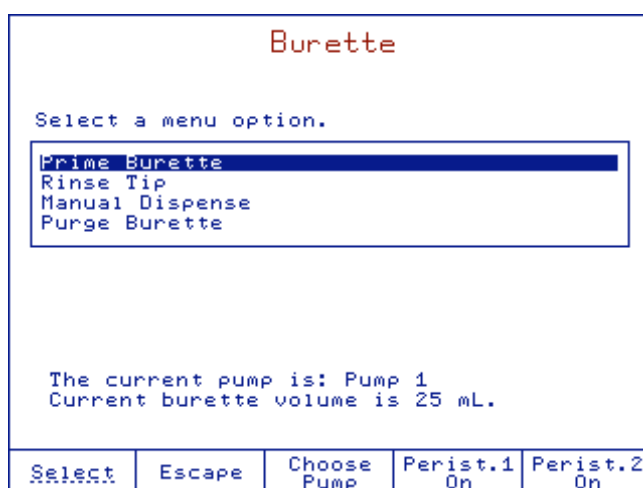 Burette
Select a menu option.
Prime Burette
Rinse Tip
Manual Dispense
Purge Burette
The current pump is: Pump 1
Current burette volume is 25 mL.
Select Escape Choose Pump Perist.1 On Perist.2 On